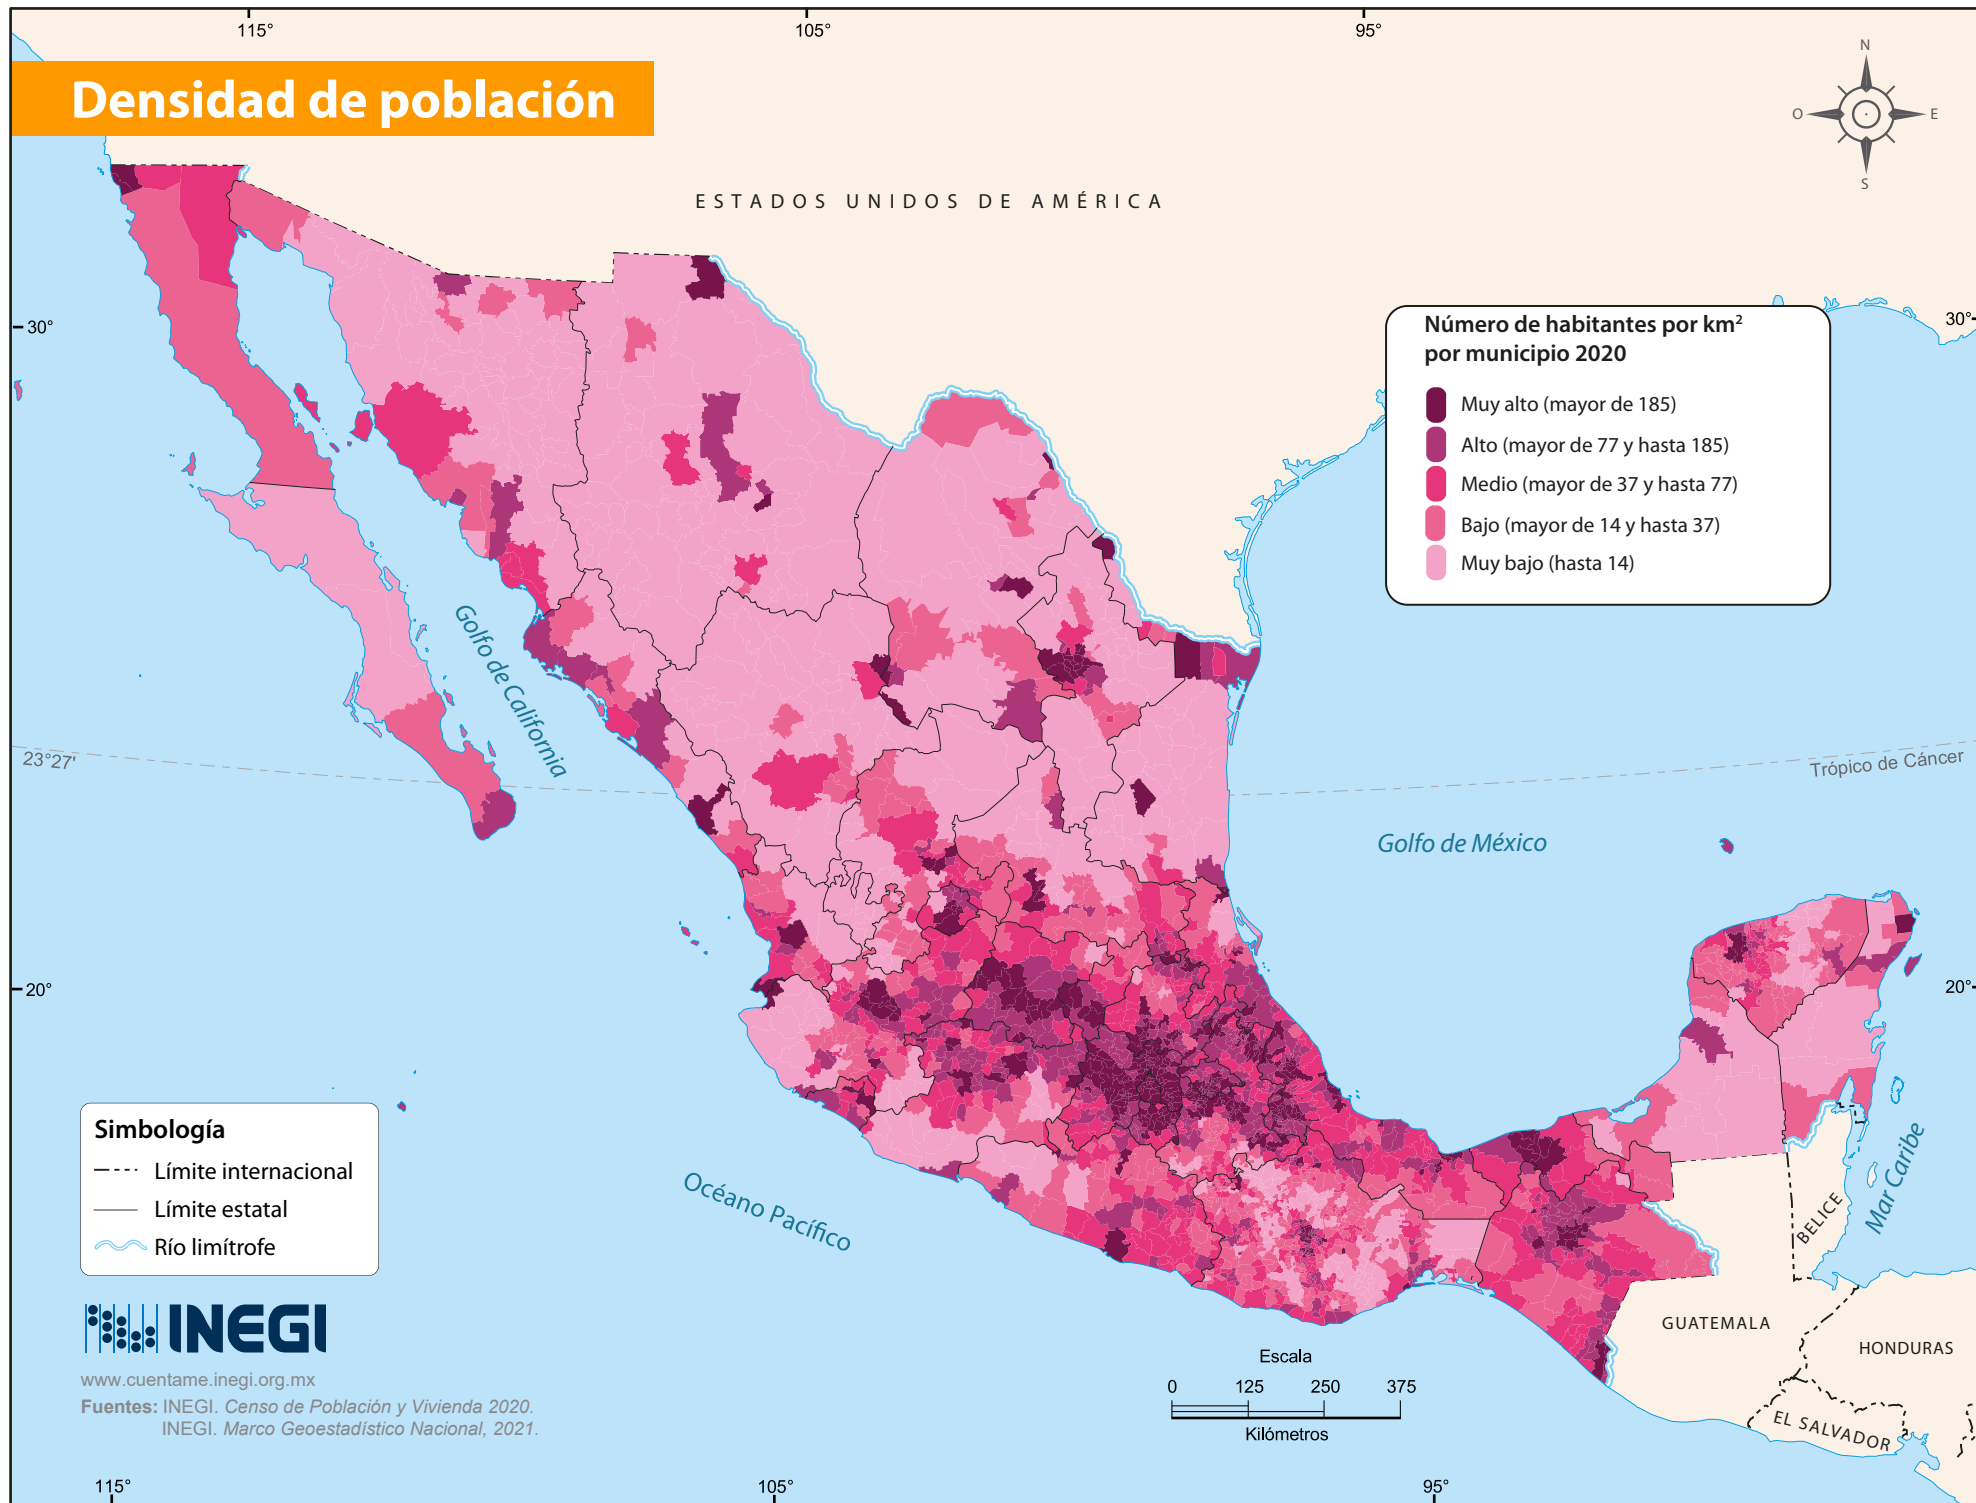 115°
105°
95°
Densidad de población
N
O
E
S
ESTADOS UNIDOS DE AMÉRICA
30°
30°
Número de habitantes por km²
por municipio 2020
Muy alto (mayor de 185)
Alto (mayor de 77 y hasta 185)
Medio (mayor de 37 y hasta 77)
Bajo (mayor de 14 y hasta 37)
Muy bajo (hasta 14)
Golfo de California
23°27'
Trópico de Cáncer
Golfo de México
20°
20°
Simbología
Límite internacional
Límite estatal
Río limítrofe
Océano Pacífico
Mar Caribe
BELICE
GUATEMALA
HONDURAS
EL SALVADOR
INEGI
www.cuentame.inegi.org.mx
Fuentes: INEGI. Censo de Población y Vivienda 2020.
INEGI. Marco Geoestadístico Nacional, 2021.
Escala
0 125 250 375
Kilómetros
115°
105°
95°